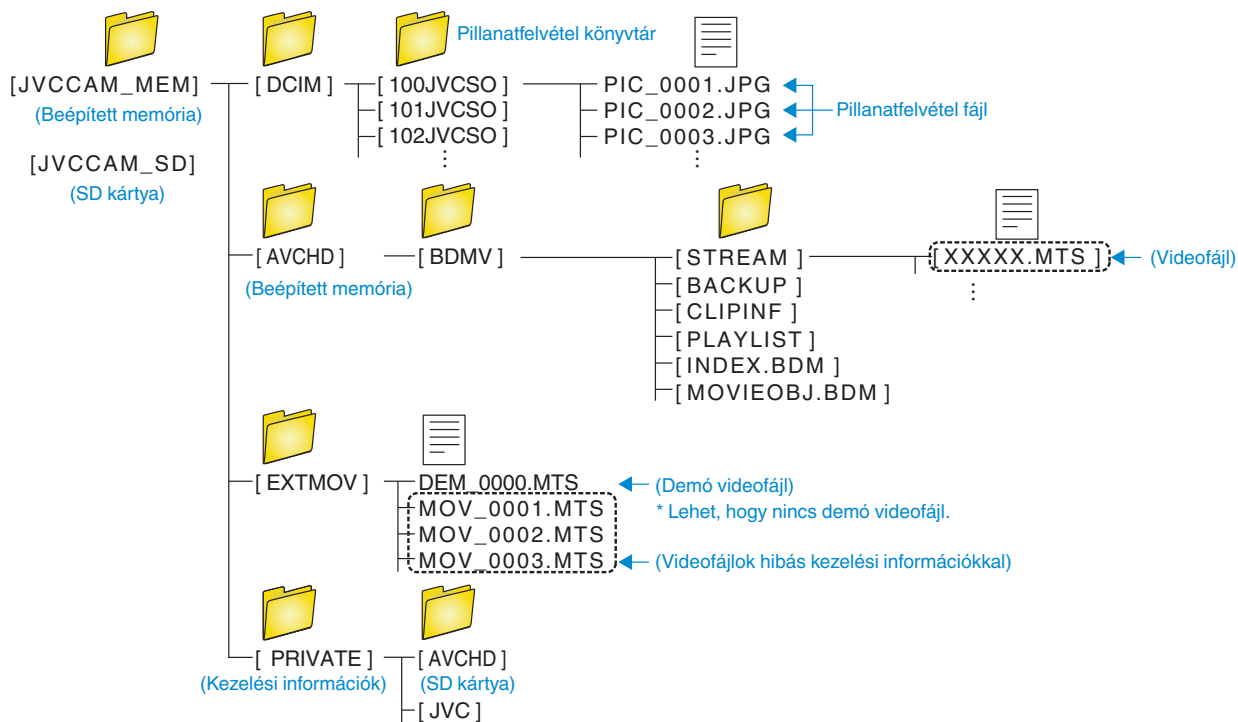 Pillanatfelvétel könyvtár
[JVCCAM_MEM]
(Beépített memória)
[JVCCAM_SD]
(SD kártya)
[DCIM]
[100JVCSO]
[101JVCSO]
[102JVCSO]
PIC_0001.JPG
PIC_0002.JPG
PIC_0003.JPG
Pillanatfelvétel fájl
[AVCHD]
(Beépített memória)
[BDMV]
[STREAM]
[BACKUP]
[CLIPINF]
[PLAYLIST]
[INDEX.BDM]
[MOVIEOBJ.BDM]
[XXXXX.MTS]
(Videofájl)
[EXTMOV]
DEM_0000.MTS
(Demó videofájl)
* Lehet, hogy nincs demó videofájl.
MOV_0001.MTS
MOV_0002.MTS
MOV_0003.MTS
(Videofájlok hibás kezelési információkkal)
[PRIVATE]
(Kezelési információk)
[AVCHD]
(SD kártya)
[JVC]